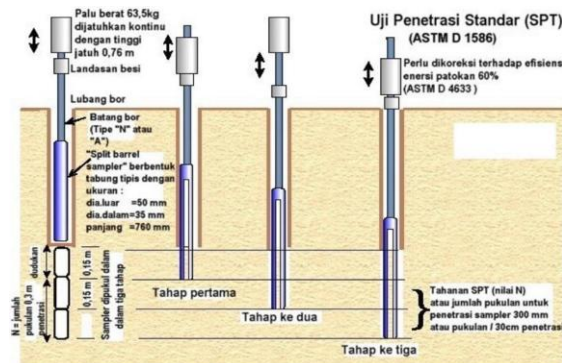 Palu berat 63,5kg
dijatuhkan kontinu
dengan tinggi
jatuh 0,76 m
Landasan besi
Uji Penetrasi Standar (SPT)
(ASTM D 1586)
Perlu dikoreksi terhadap efisiensi
enersi patokan 60%
(ASTM D 4633 )
Lubang bor
Batang bor
(Tipe "N" atau
"A")
"Split barrel
sampler" berbentuk
tabung tipis dengan
ukuran :
dia.luar =50 mm
dia.dalam=35 mm
panjang =760 mm
dudukan
0,15 m
0,15 m
N = jumlah
pukulan 0,3 m
penetrasi
Sampler dipukul dalam
dalam tiga tahap
Tahap pertama
Tahap ke dua
Tahap ke tiga
Tahanan SPT (nilai N)
atau jumlah pukulan untuk
penetrasi sampler 300 mm
atau pukulan / 30cm penetrasi